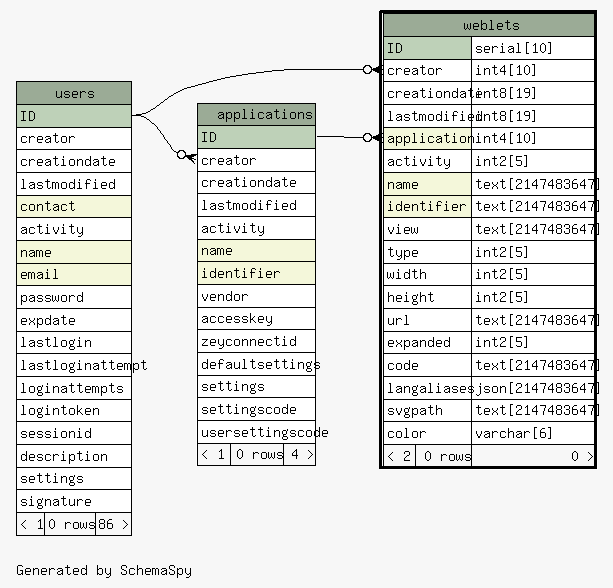 users
ID
creator
creationdate
lastmodified
contact
activity
name
email
password
expdate
lastlogin
lastloginattempt
loginattempts
logintoken
sessionid
description
settings
signature
< 1 0 rows 86 >
applications
ID
creator
creationdate
lastmodified
activity
name
identifier
vendor
accesskey
zeyconnectid
defaultsettings
settings
settingscode
usersettingscode
< 1 0 rows 4 >
weblets
ID serial[10]
creator int4[10]
creationdate int8[19]
lastmodified int8[19]
application int4[10]
activity int2[5]
name text[2147483647]
identifier text[2147483647]
view text[2147483647]
type int2[5]
width int2[5]
height int2[5]
url text[2147483647]
expanded int2[5]
code text[2147483647]
langaliases json[2147483647]
svgpath text[2147483647]
color varchar[6]
< 2 0 rows 0 >
Generated by SchemaSpy